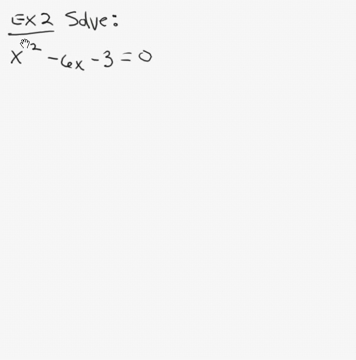 Ex 2 Solve:
x² - 6x - 3 = 0